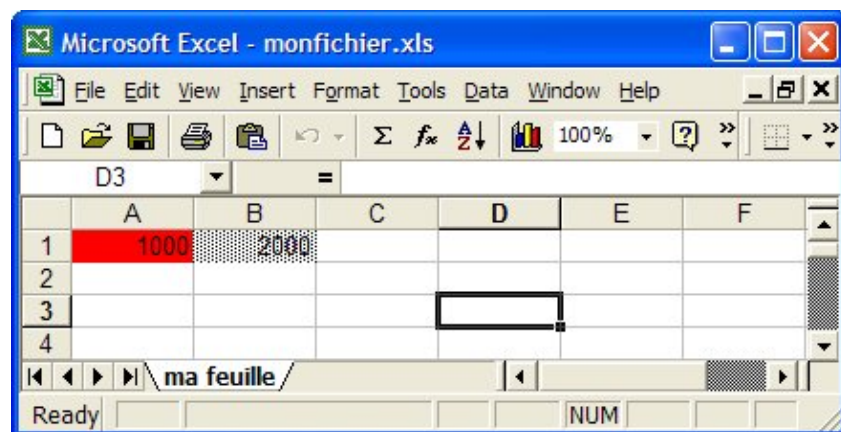 Microsoft Excel - monfichier.xls
File Edit View Insert Format Tools Data Window Help
Σ fx A Z 100% ? »
D3 =
A B C D E F
1 1000 2000
2
3
4
ma feuille
Ready NUM